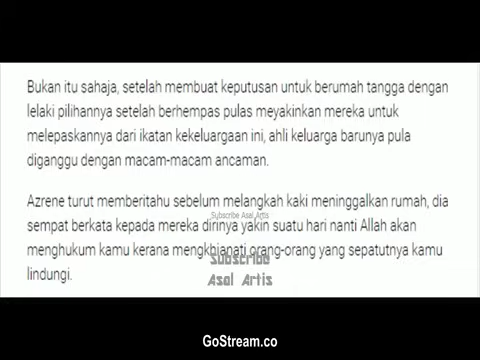 Bukan itu sahaja, setelah membuat keputusan untuk berumah tangga dengan
lelaki pilihannya setelah berhempas pulas meyakinkan mereka untuk
melepaskannya dari ikatan kekeluargaan ini, ahli keluarga barunya pula
diganggu dengan macam-macam ancaman.
Azrene turut memberitahu sebelum melangkah kaki meninggalkan rumah, dia
Subscribe Asal Artis
sempat berkata kepada mereka dirinya yakin suatu hari nanti Allah akan
menghukum kamu kerana mengkhianati orang-orang yang sepatutnya kamu
Subscribe
lindungi.
Asal Artis
GoStream.co